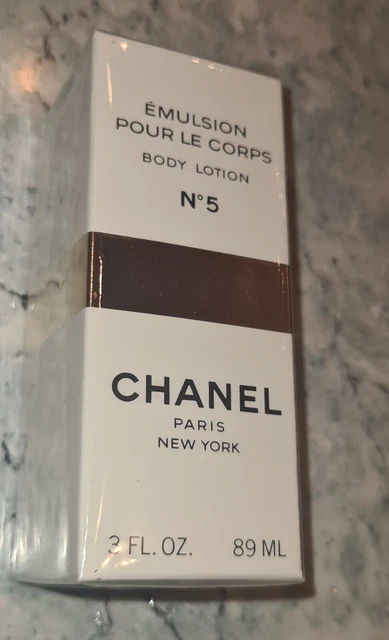 ÉMULSION
POUR LE CORPS
BODY LOTION
N°5
CHANEL
PARIS
NEW YORK
3 FL. OZ. 89 ML